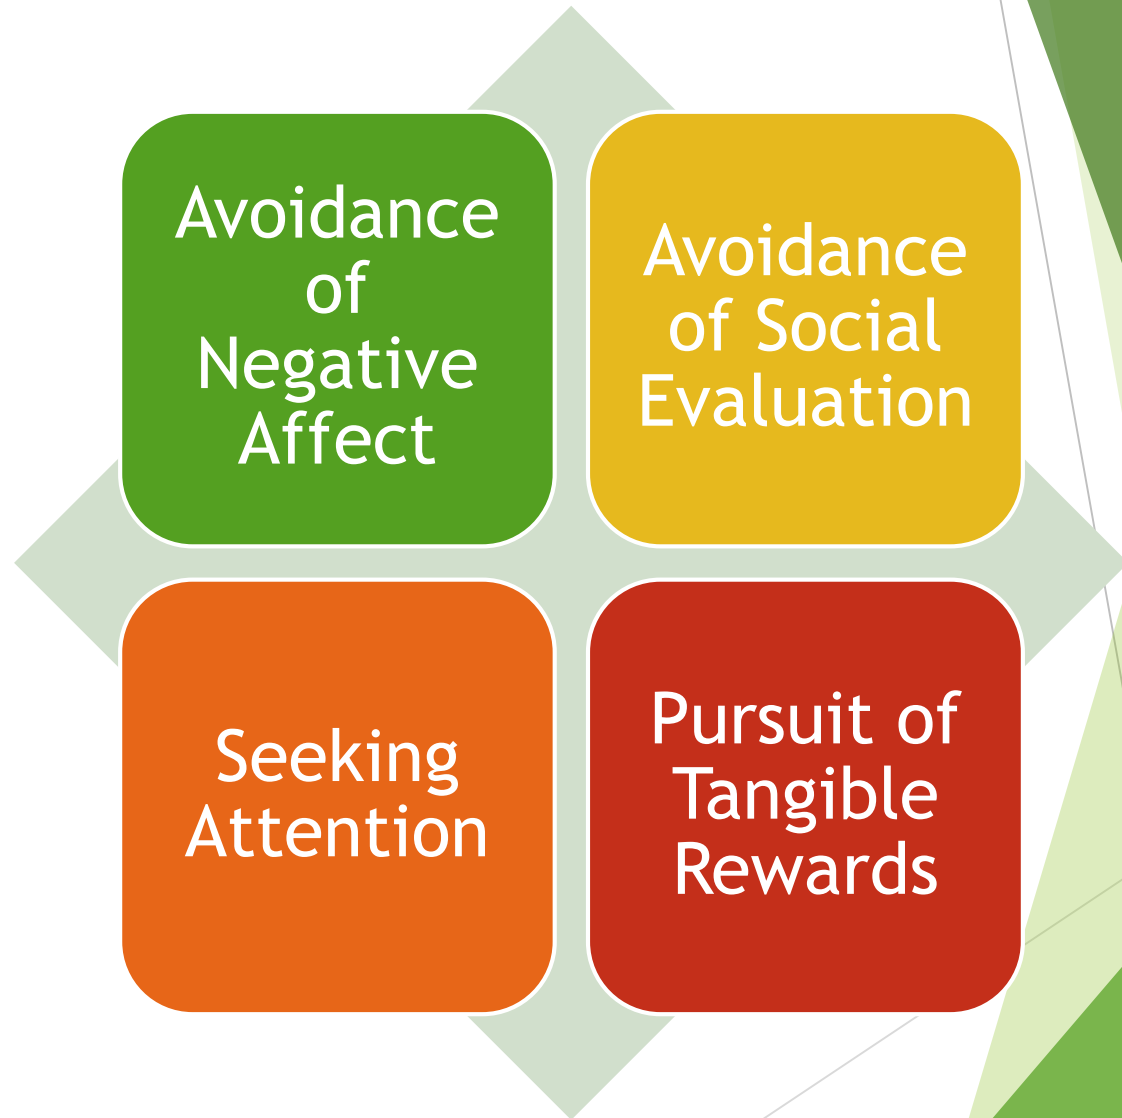 Avoidance
of
Negative
Affect
Avoidance
of Social
Evaluation
Seeking
Attention
Pursuit of
Tangible
Rewards